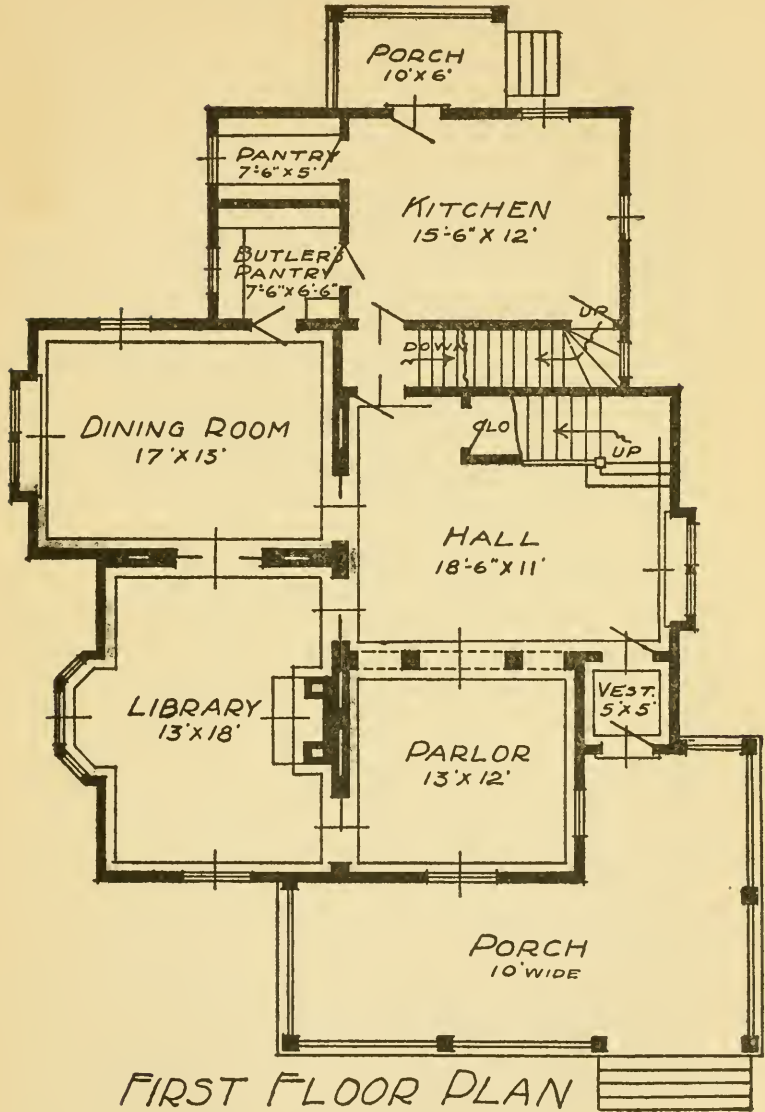 PORCH
10'X6'
PANTRY
7'-6"X5'
KITCHEN
15'-6"X12'
BUTLER'S
PANTRY
7'-6"X6'-6"
UP
DOWN
DINING ROOM
17'X13'
CLO
UP
HALL
18'-6"X11'
LIBRARY
13'X18'
VEST.
5'X5'
PARLOR
13'X12'
PORCH
10'WIDE
FIRST FLOOR PLAN